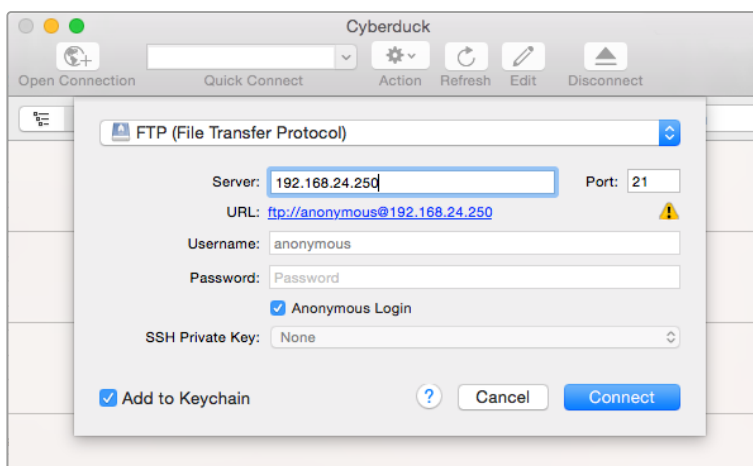 Cyberduck
Open Connection Quick Connect Action Refresh Edit Disconnect
FTP (File Transfer Protocol)
Server: 192.168.24.250 Port: 21
URL: ftp://anonymous@192.168.24.250
Username: anonymous
Password: Password
Anonymous Login
SSH Private Key: None
? Cancel Connect
Add to Keychain